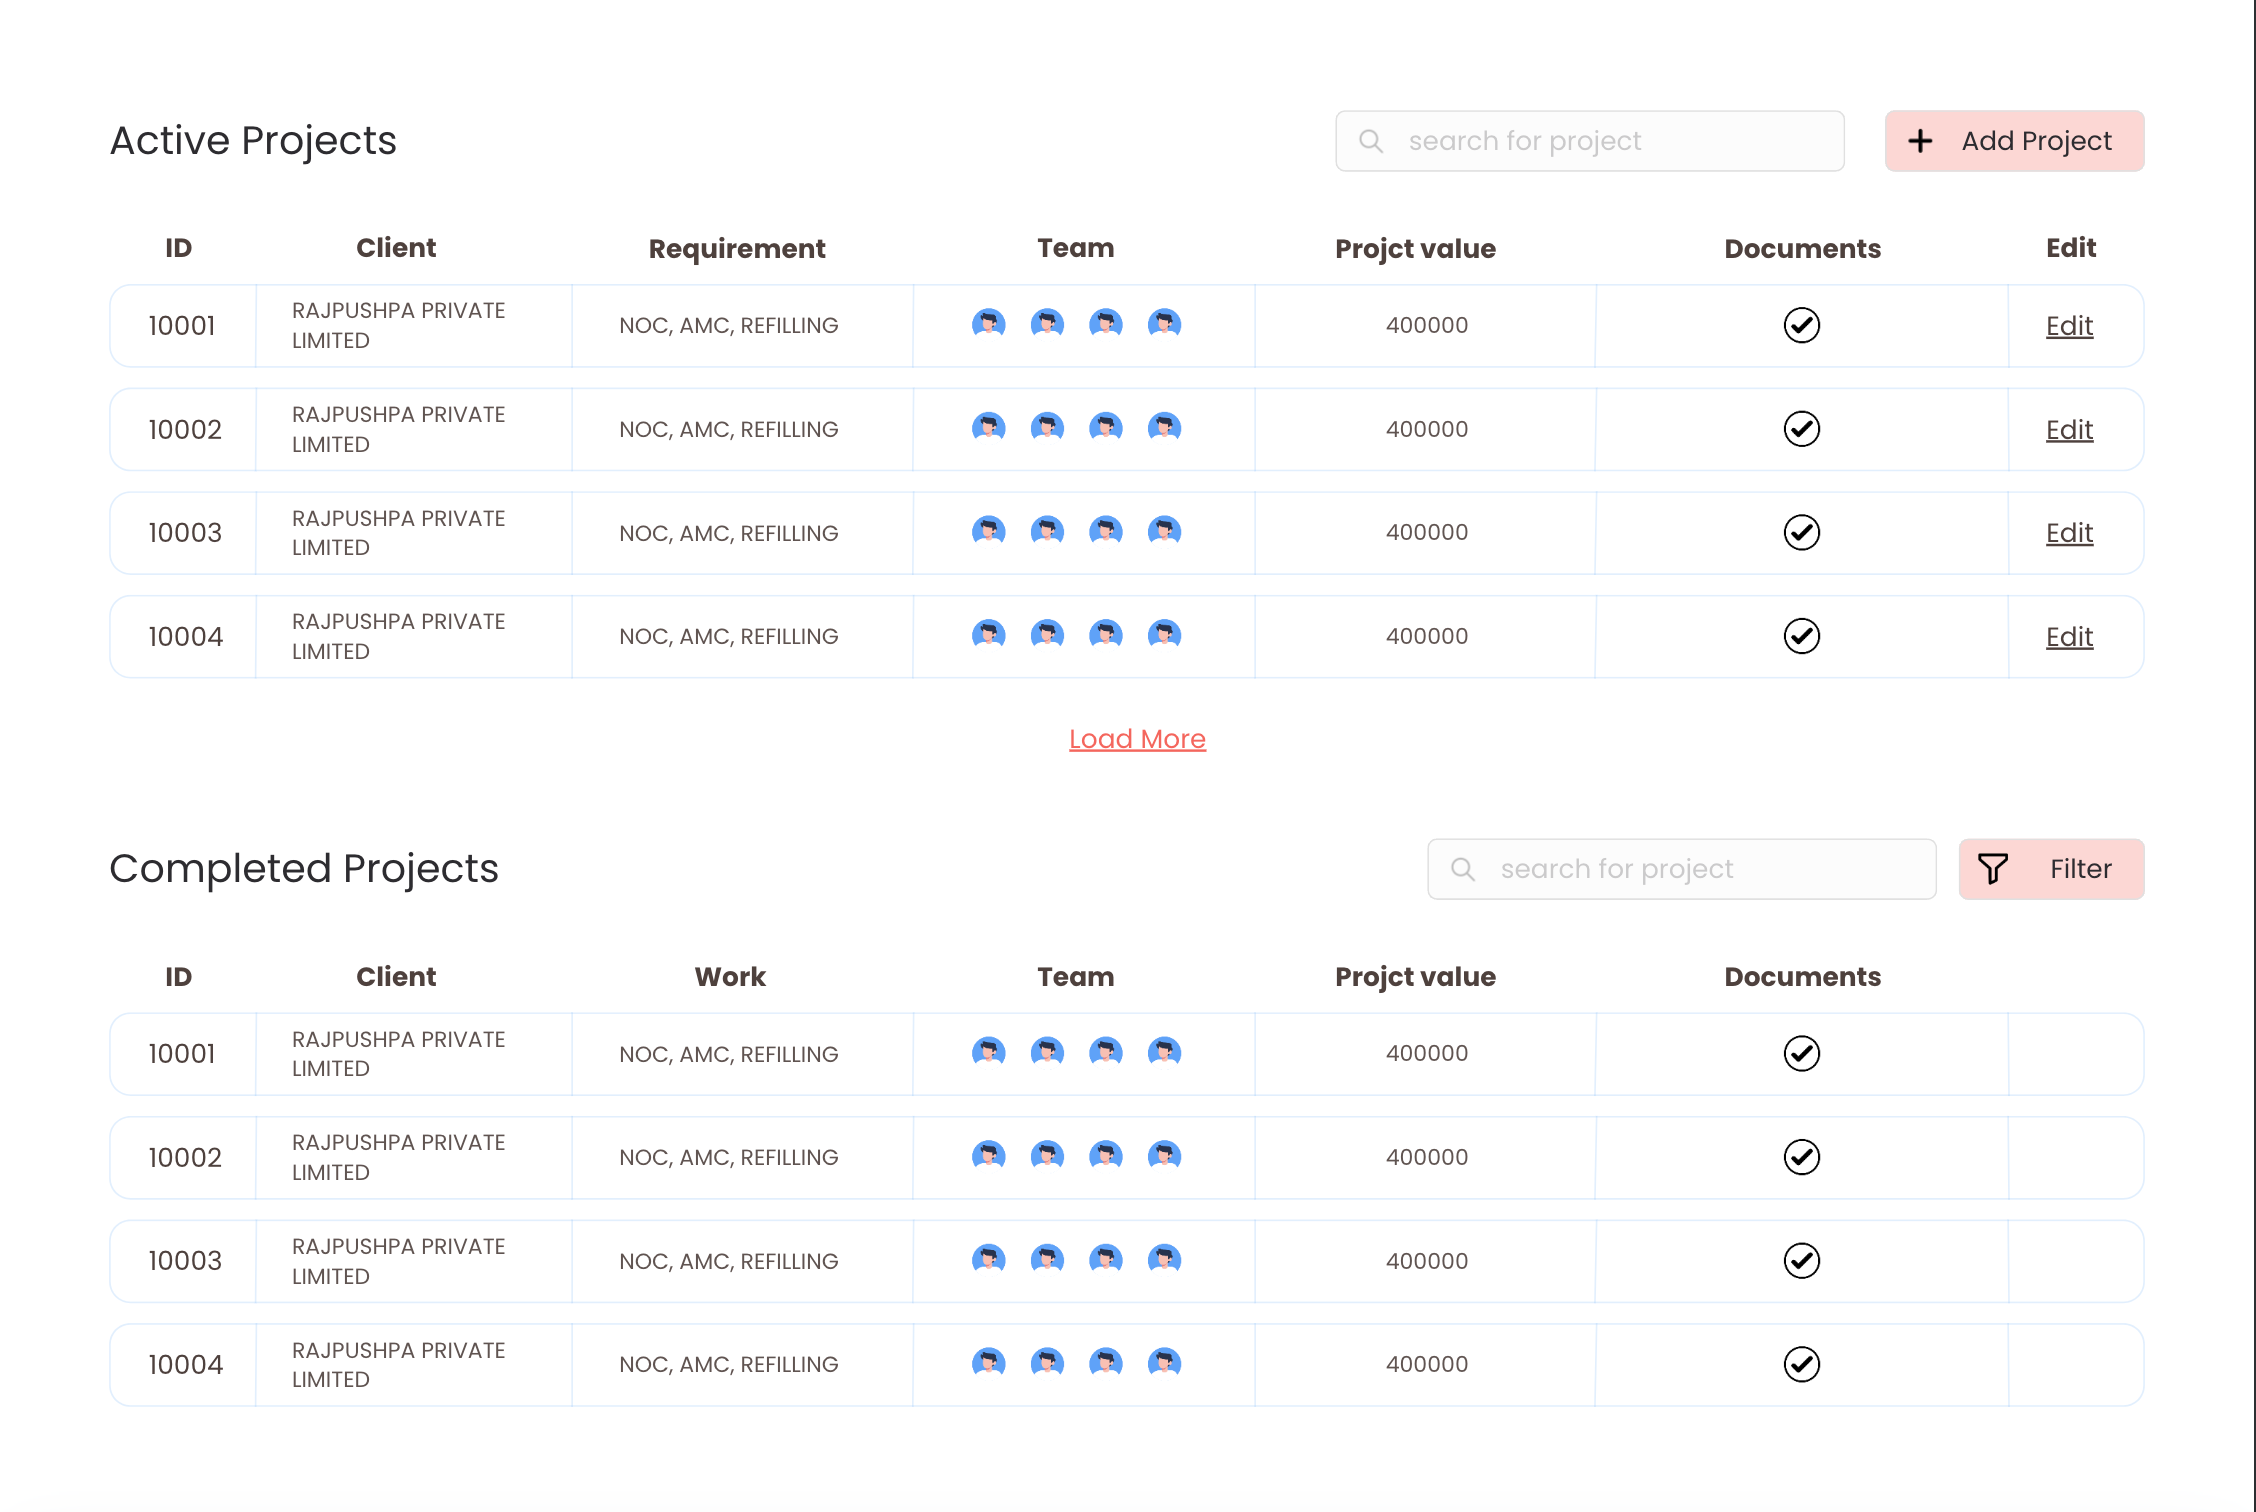 Active Projects search for project Add Project
ID Client Requirement Team Projct value Documents Edit
10001 RAJPUSHPA PRIVATE LIMITED NOC, AMC, REFILLING 400000 Edit
10002 RAJPUSHPA PRIVATE LIMITED NOC, AMC, REFILLING 400000 Edit
10003 RAJPUSHPA PRIVATE LIMITED NOC, AMC, REFILLING 400000 Edit
10004 RAJPUSHPA PRIVATE LIMITED NOC, AMC, REFILLING 400000 Edit
Load More
Completed Projects search for project Filter
ID Client Work Team Projct value Documents
10001 RAJPUSHPA PRIVATE LIMITED NOC, AMC, REFILLING 400000
10002 RAJPUSHPA PRIVATE LIMITED NOC, AMC, REFILLING 400000
10003 RAJPUSHPA PRIVATE LIMITED NOC, AMC, REFILLING 400000
10004 RAJPUSHPA PRIVATE LIMITED NOC, AMC, REFILLING 400000